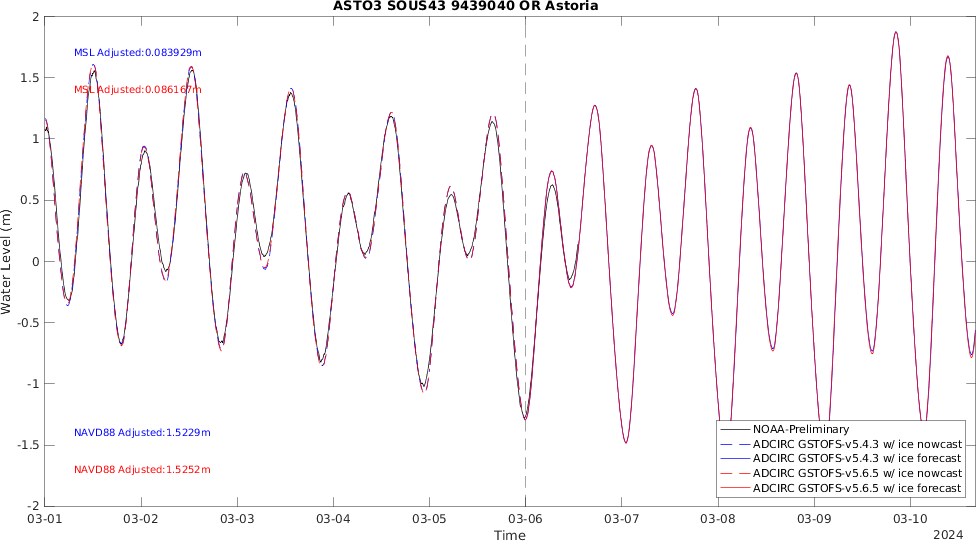 ASTO3 SOUS43 9439040 OR Astoria
2
1.5
1
0.5
0
-0.5
-1
-1.5
-2
Water Level (m)
MSL Adjusted:0.083929m
MSL Adjusted:0.086167m
NAVD88 Adjusted:1.5229m
NAVD88 Adjusted:1.5252m
NOAA-Preliminary
ADCIRC GSTOFS-v5.4.3 w/ ice nowcast
ADCIRC GSTOFS-v5.4.3 w/ ice forecast
ADCIRC GSTOFS-v5.6.5 w/ ice nowcast
ADCIRC GSTOFS-v5.6.5 w/ ice forecast
03-01 03-02 03-03 03-04 03-05 03-06 03-07 03-08 03-09 03-10
Time
2024